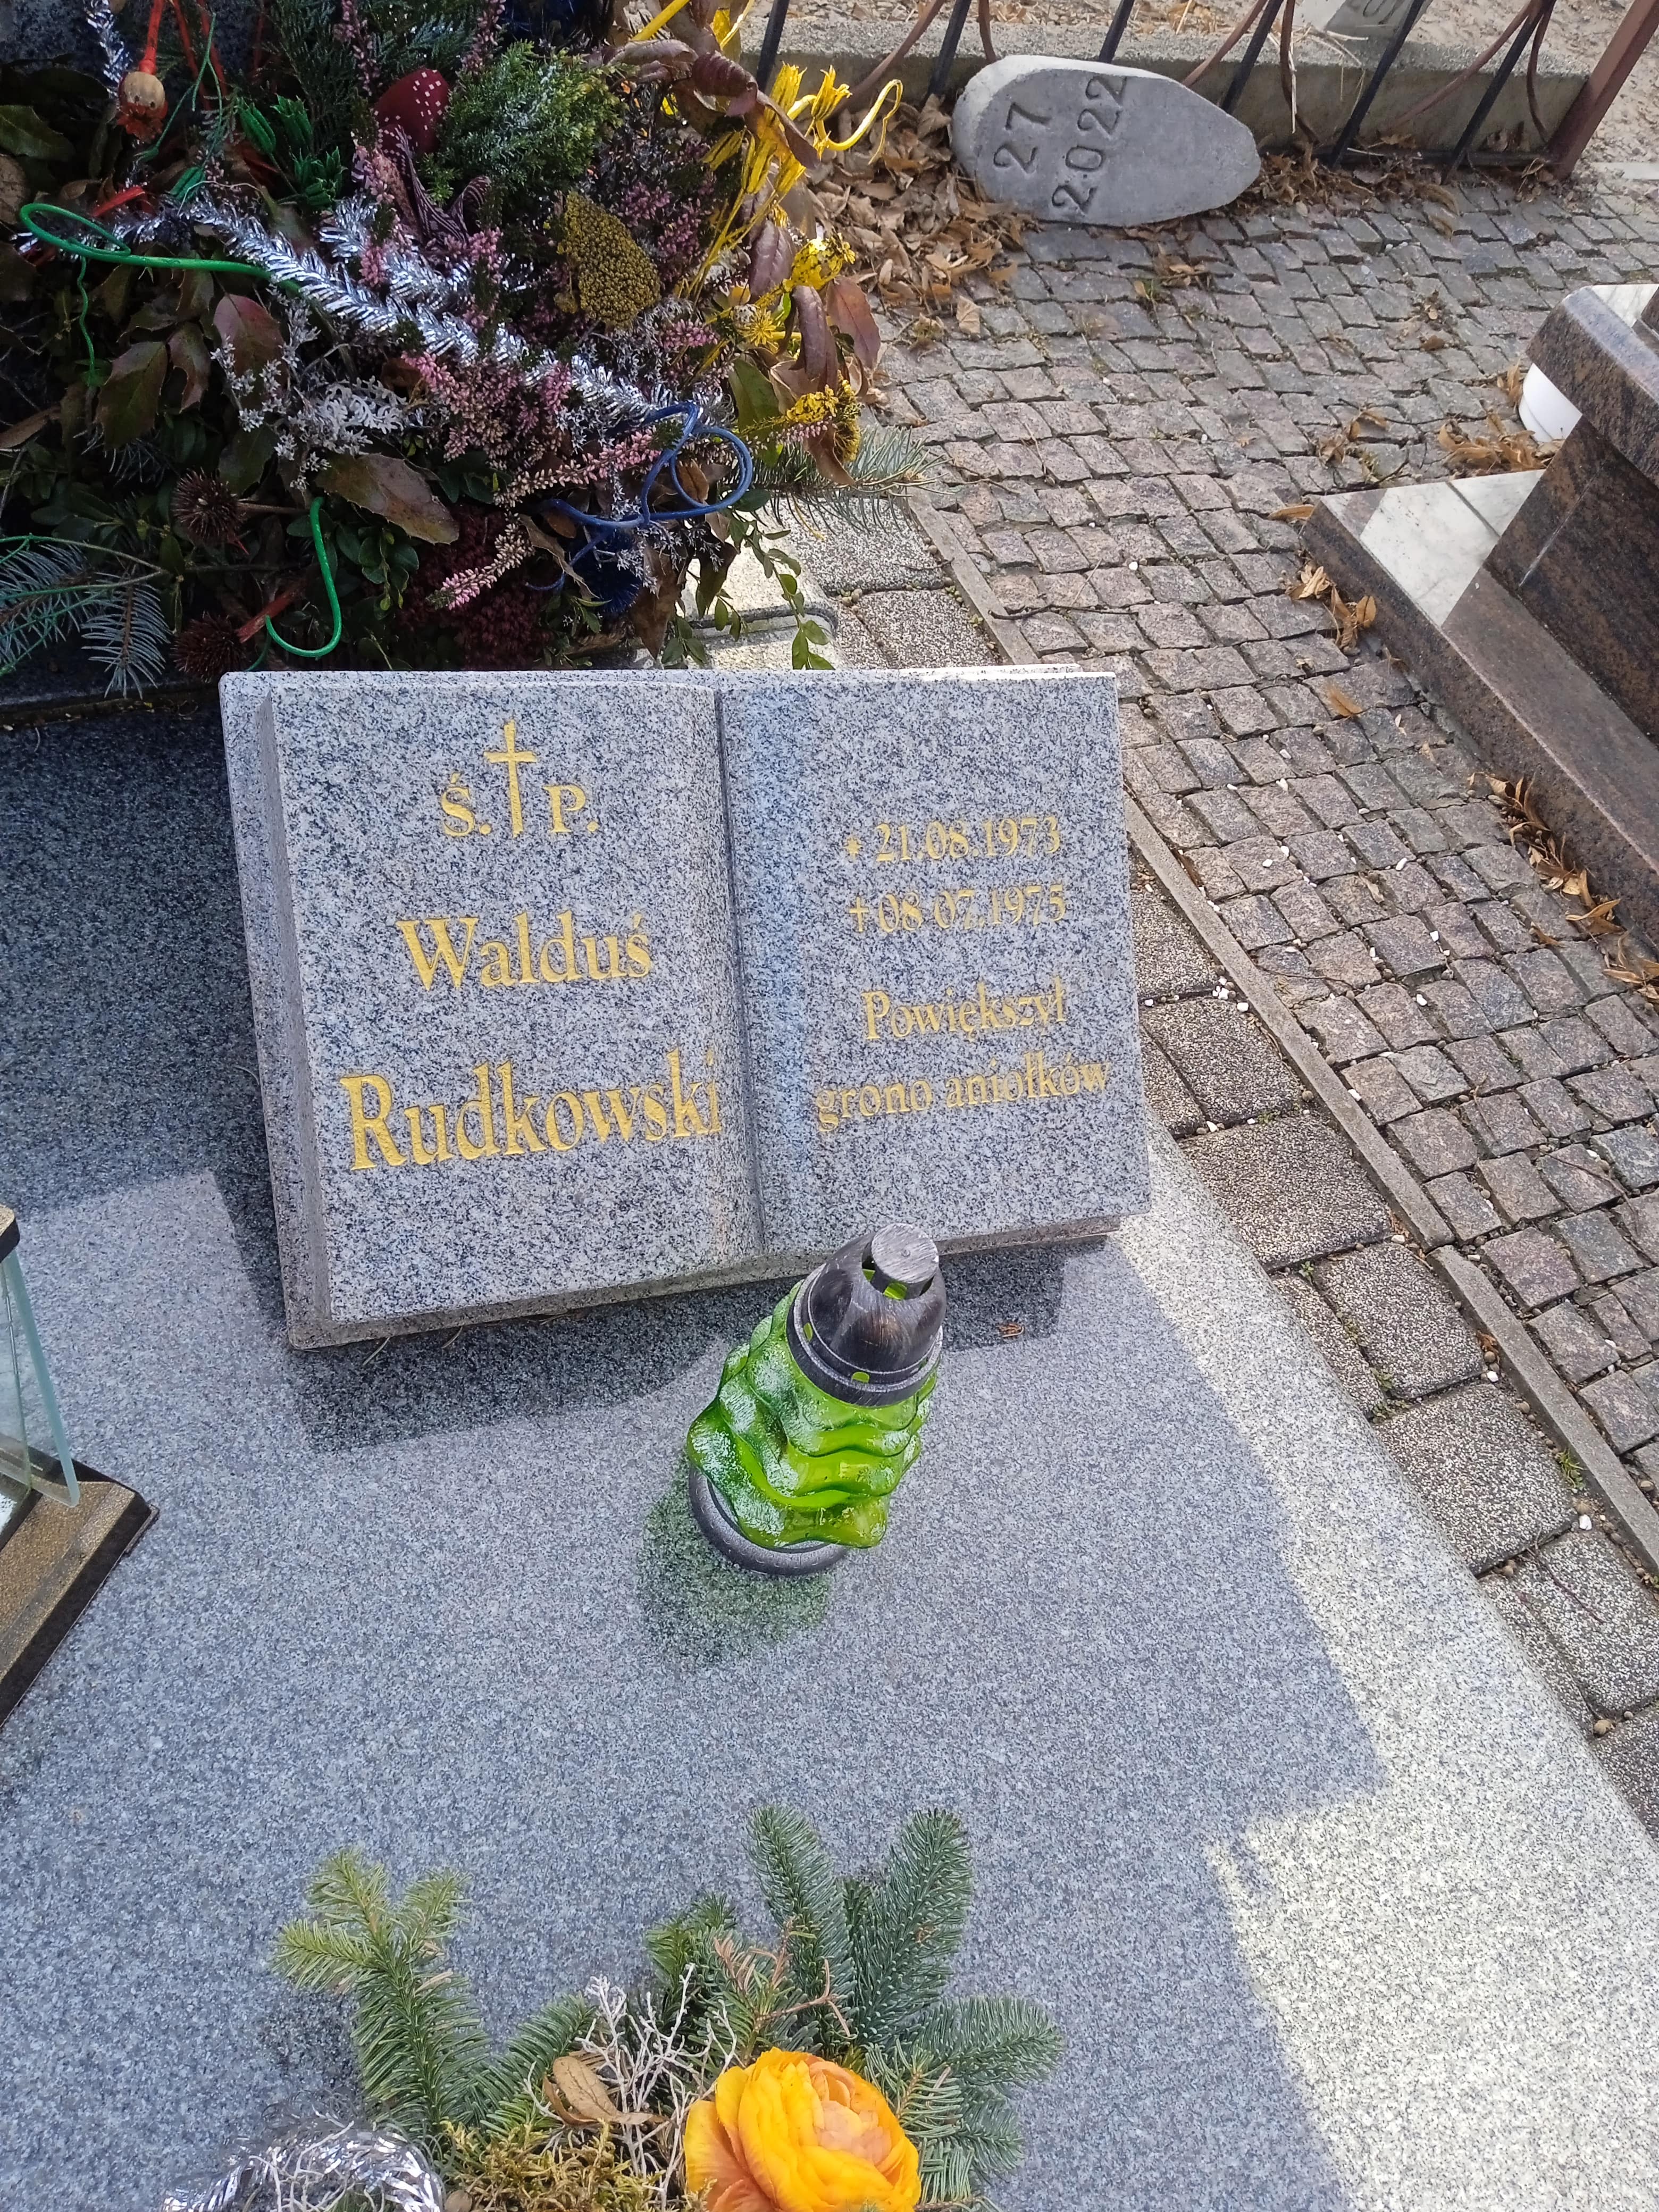 27
2022
Ś.†P.
Walduś
Rudkowski
* 21.08.1973
† 08.07.1975
Powiększył
grono aniołków